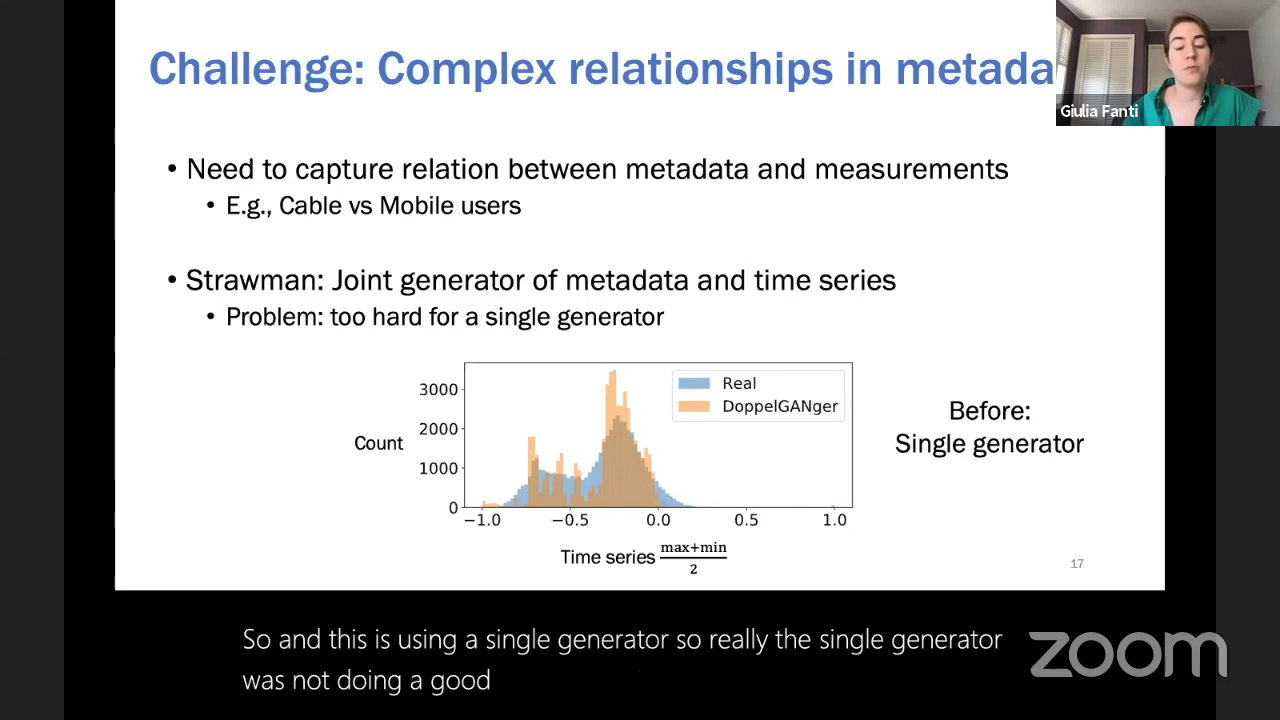 Challenge: Complex relationships in metada
Giulia Fanti
• Need to capture relation between metadata and measurements
• E.g., Cable vs Mobile users
• Strawman: Joint generator of metadata and time series
• Problem: too hard for a single generator
Real
DoppelGANger
3000
2000
1000
0
Count
−1.0 −0.5 0.0 0.5 1.0
Time series max+min
2
Before:
Single generator
17
So and this is using a single generator so really the single generator
was not doing a good
zoom